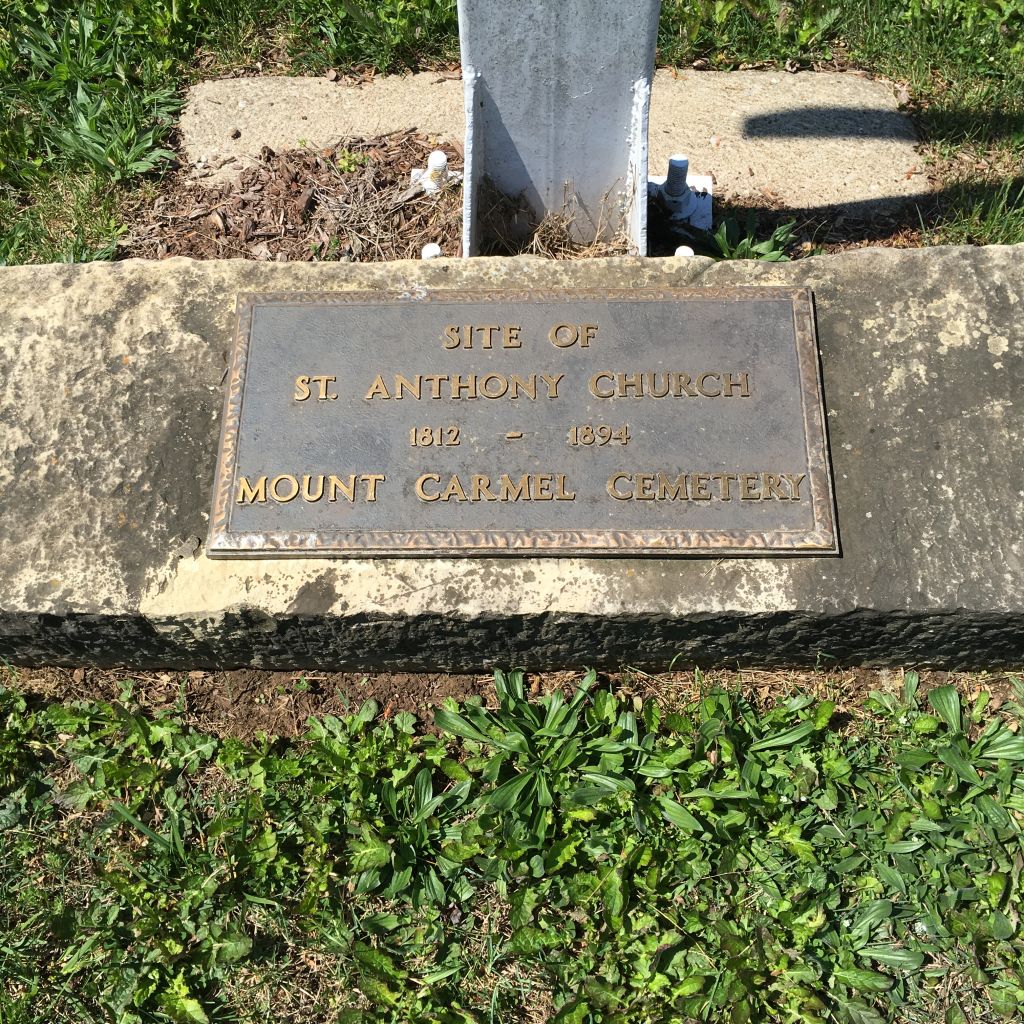 SITE OF
ST. ANTHONY CHURCH
1812 - 1894
MOUNT CARMEL CEMETERY